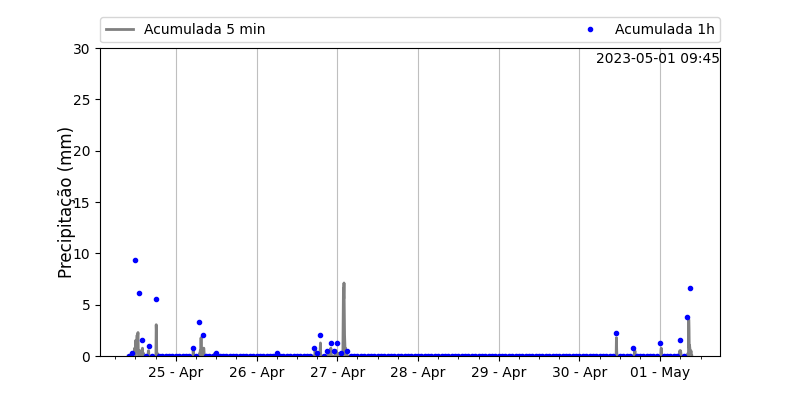 Acumulada 5 min
Acumulada 1h
2023-05-01 09:45
Precipitação (mm)
30
25
20
15
10
5
0
25 - Apr
26 - Apr
27 - Apr
28 - Apr
29 - Apr
30 - Apr
01 - May